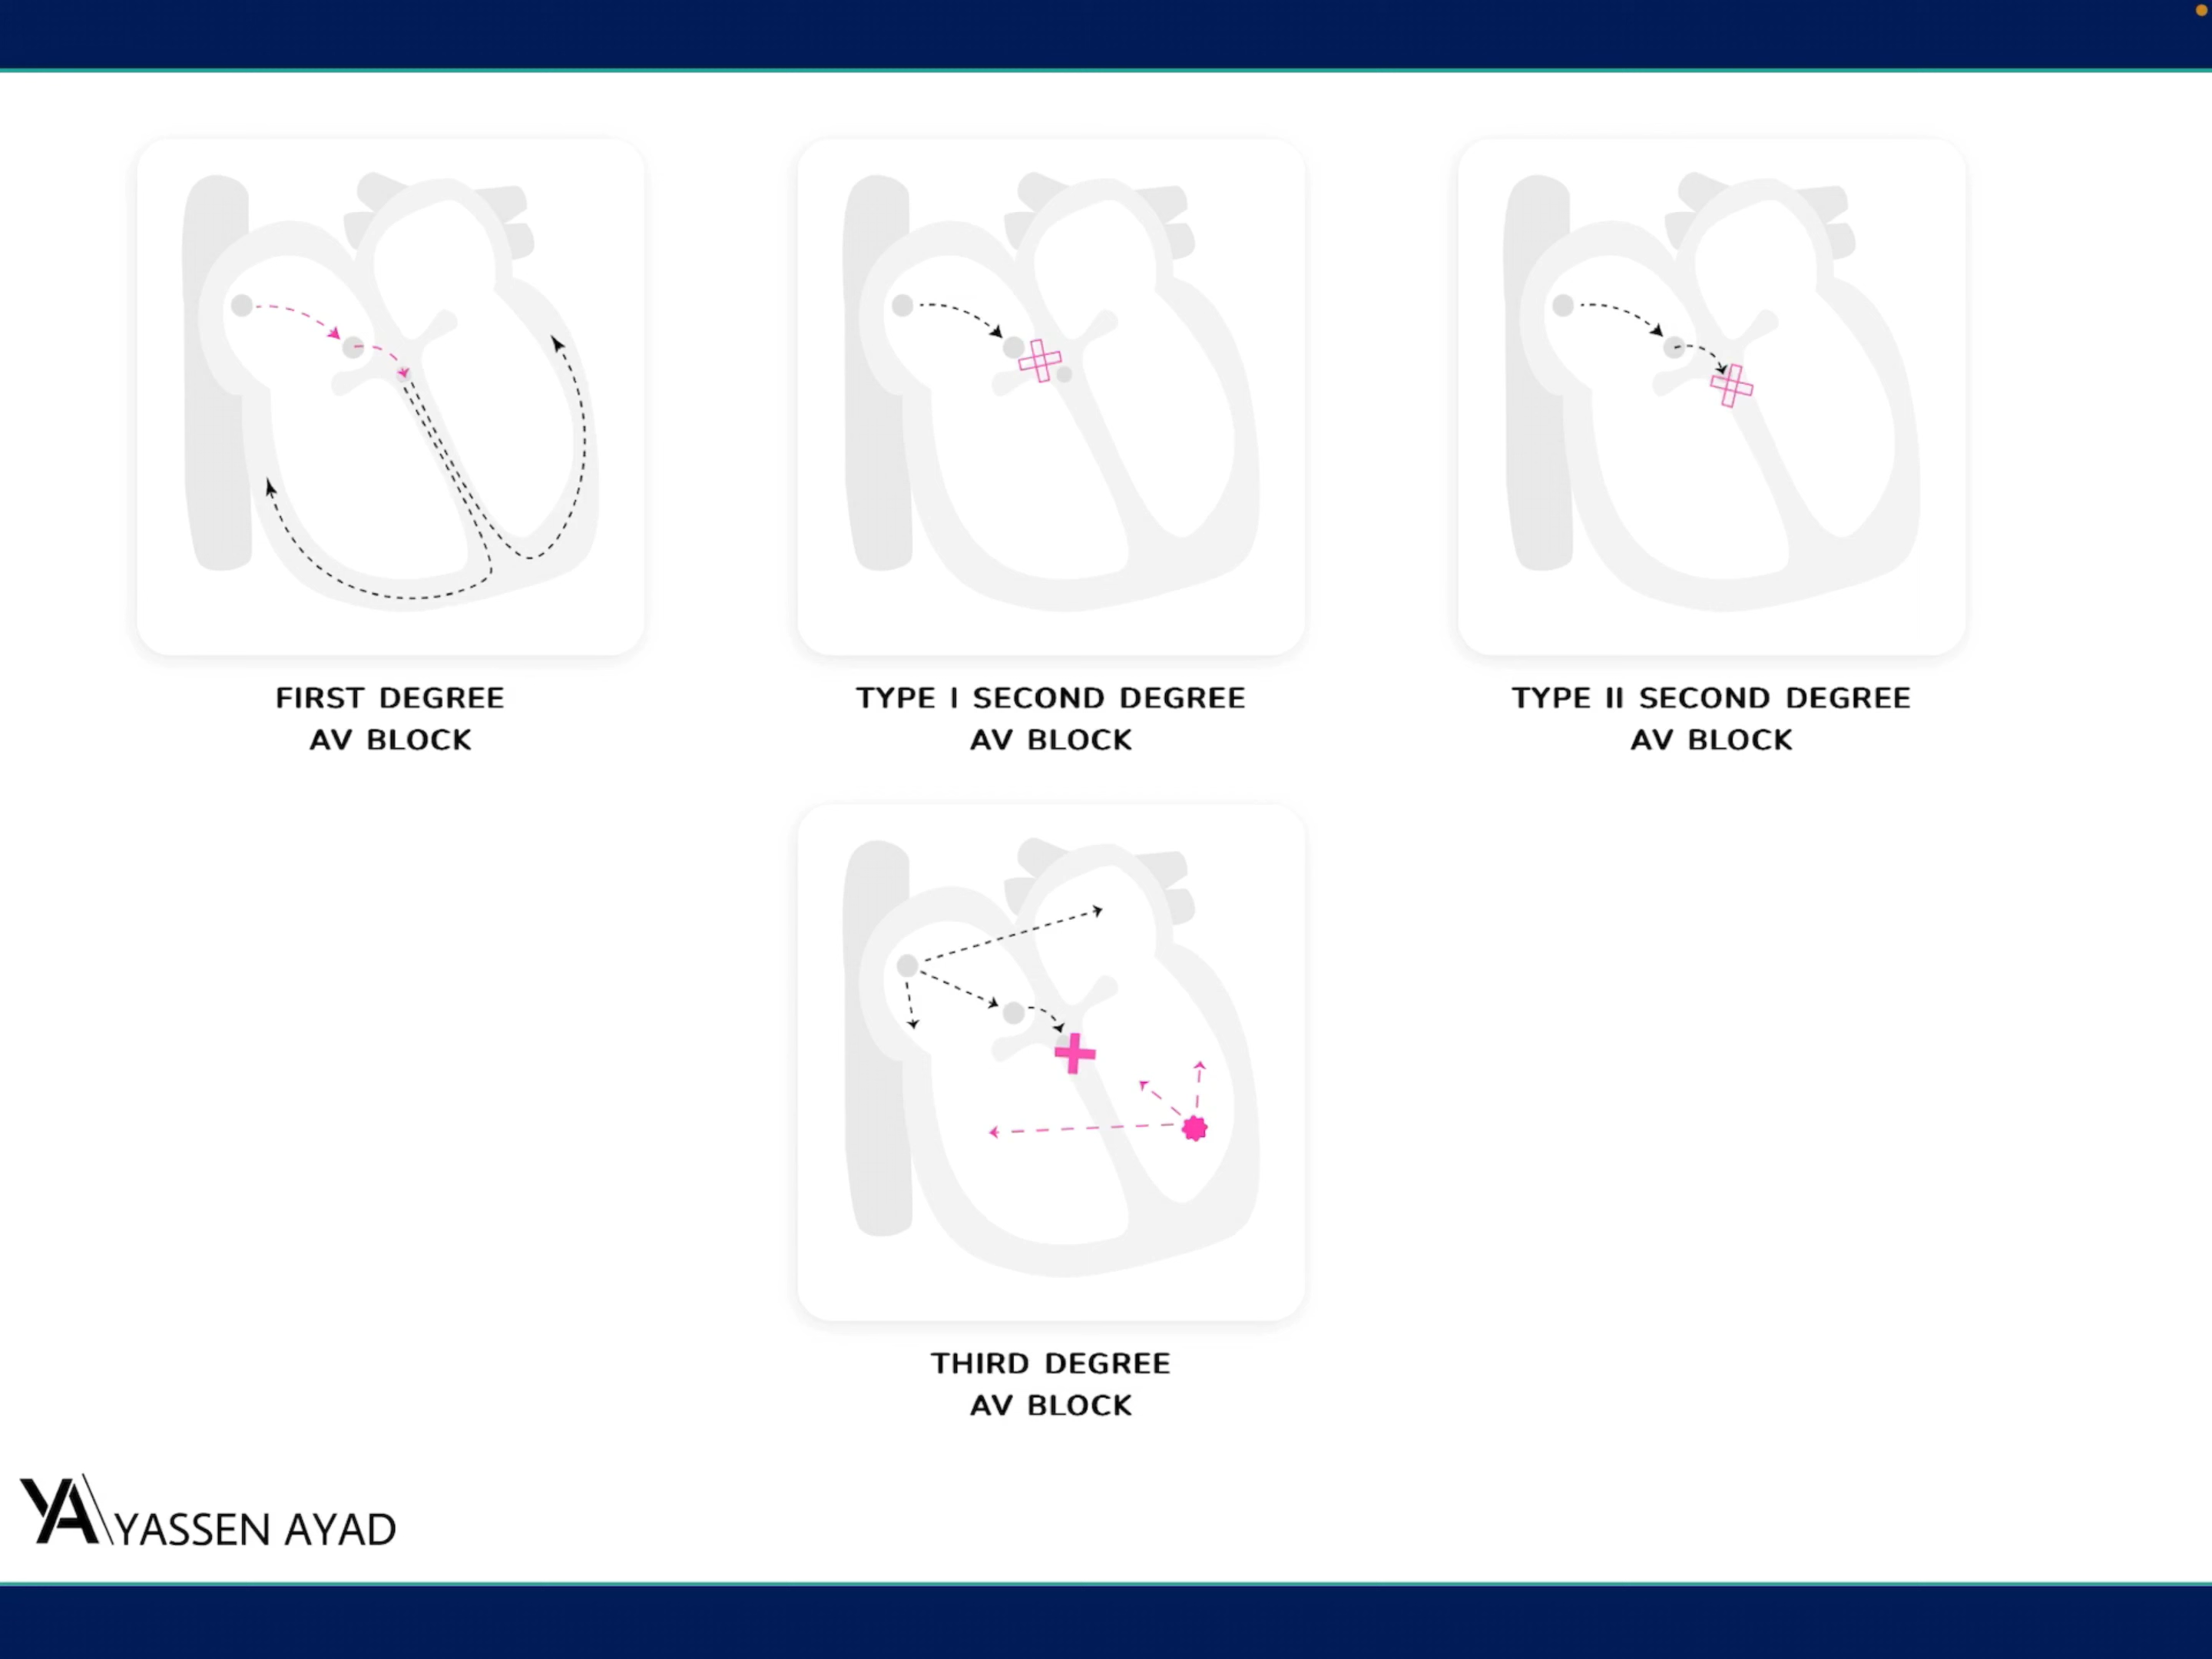 FIRST DEGREE
AV BLOCK
TYPE I SECOND DEGREE
AV BLOCK
TYPE II SECOND DEGREE
AV BLOCK
THIRD DEGREE
AV BLOCK
YA YASSEN AYAD